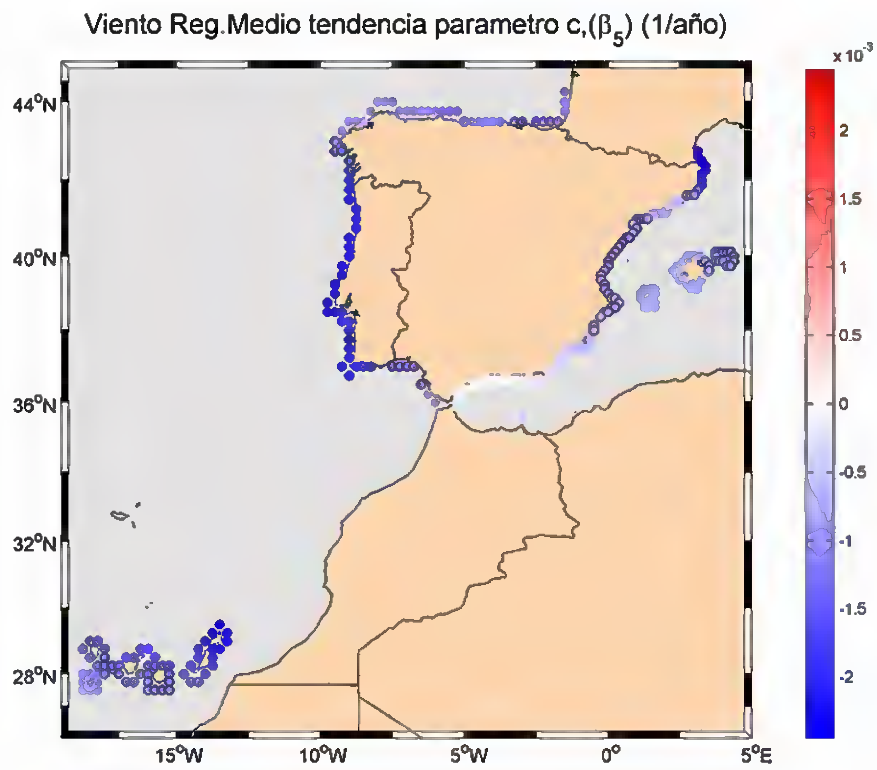 Viento Reg.Medio tendencia parametro c,(β₅) (1/año)
x 10⁻³
44°N
40°N
36°N
32°N
28°N
15°W
10°W
5°W
0°
5°E
2
1.5
1
0.5
0
-0.5
-1
-1.5
-2